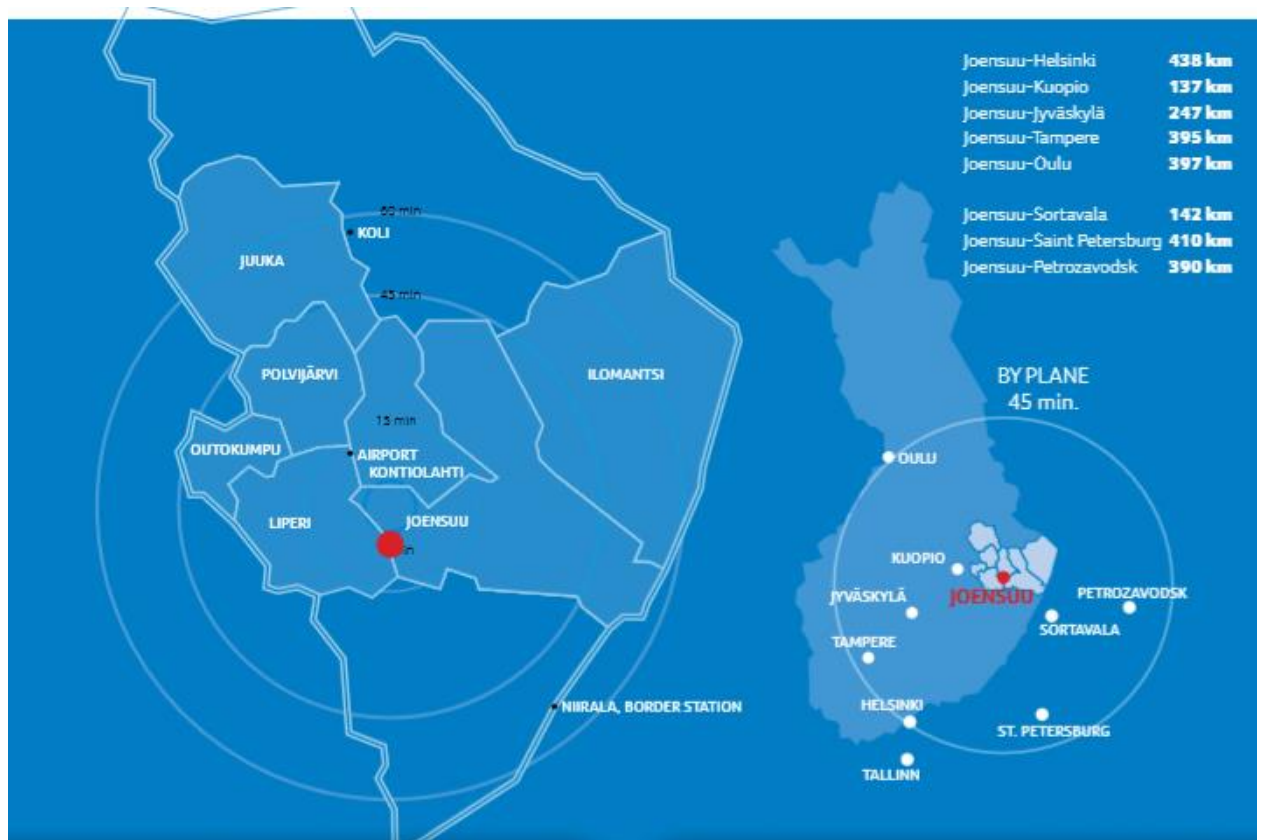 Joensuu-Helsinki 438 km
Joensuu-Kuopio 137 km
Joensuu-Jyväskylä 247 km
Joensuu-Tampere 395 km
Joensuu-Oulu 397 km
Joensuu-Sortavala 142 km
Joensuu-Saint Petersburg 410 km
Joensuu-Petrozavodsk 390 km
60 min
KOLI
JUUKA
45 min
POLVIJÄRVI
ILOMANTSI
15 min
OUTOKUMPU
AIRPORT
KONTIOLAHTI
LIPERI
JOENSUU
NIIRALA, BORDER STATION
BY PLANE
45 min.
OULU
KUOPIO
JOENSUU
JYVÄSKYLÄ
PETROZAVODSK
SORTAVALA
TAMPERE
HELSINKI
ST. PETERSBURG
TALLINN